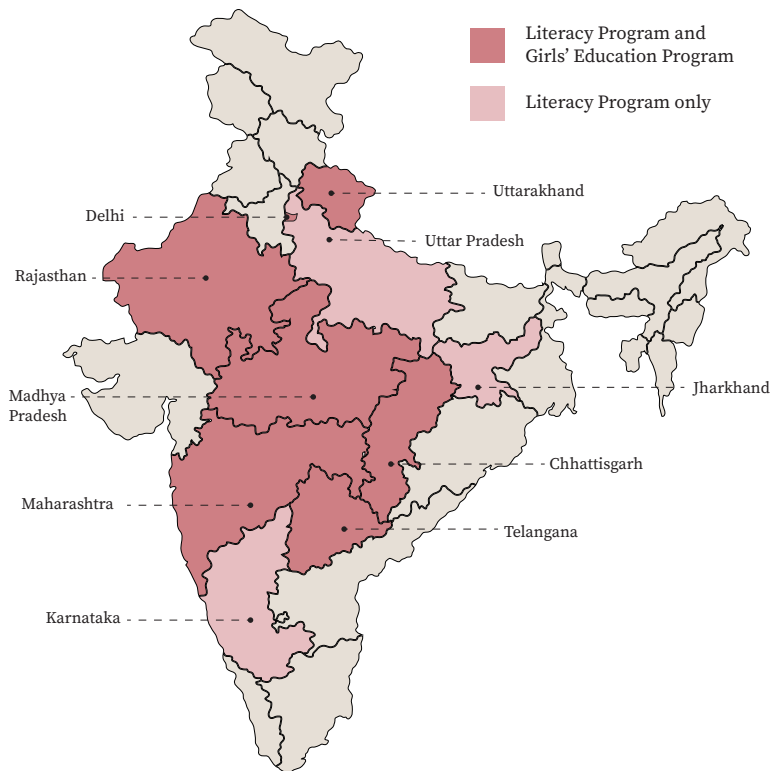 Literacy Program and
Girls’ Education Program
Literacy Program only
Uttarakhand
Delhi
Uttar Pradesh
Rajasthan
Madhya
Pradesh
Jharkhand
Chhattisgarh
Maharashtra
Telangana
Karnataka